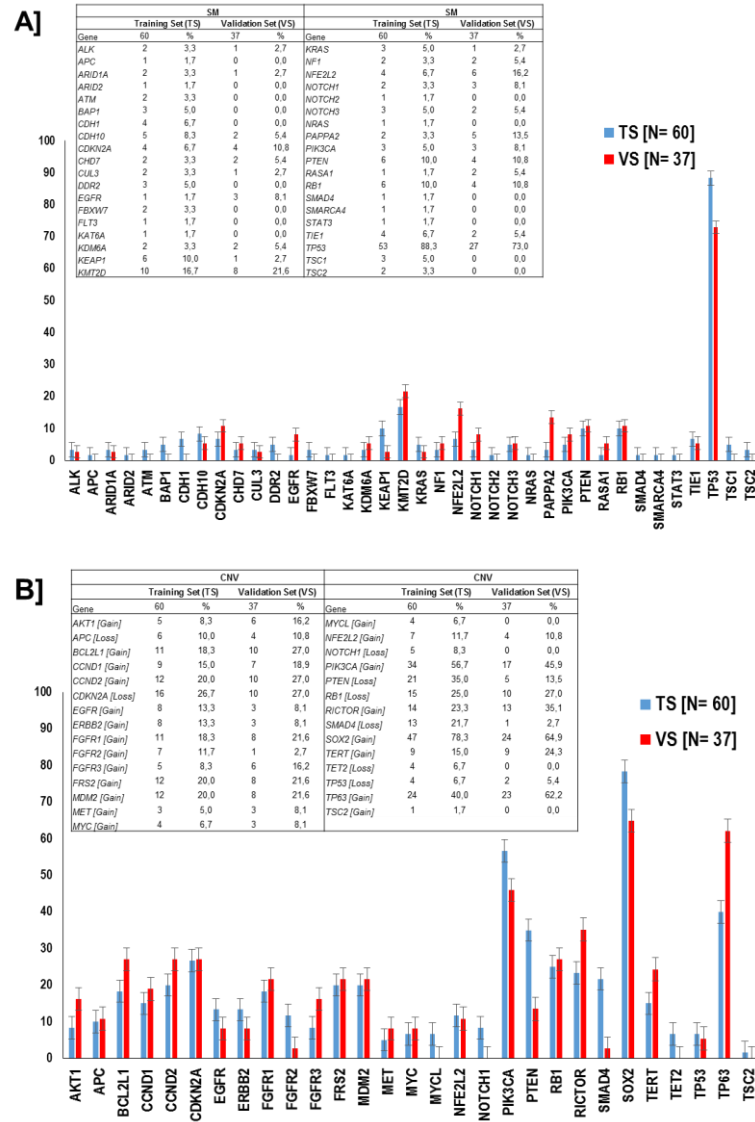 A]
SM
Training Set (TS) Validation Set (VS)
Gene 60 % 37 %
ALK 2 3,3 1 2,7
APC 1 1,7 0 0,0
ARID1A 2 3,3 1 2,7
ARID2 1 1,7 0 0,0
ATM 2 3,3 0 0,0
BAP1 3 5,0 0 0,0
CDH1 4 6,7 0 0,0
CDH10 5 8,3 2 5,4
CDKN2A 4 6,7 4 10,8
CHD7 2 3,3 2 5,4
CUL3 2 3,3 1 2,7
DDR2 3 5,0 0 0,0
EGFR 1 1,7 3 8,1
FBXW7 2 3,3 0 0,0
FLT3 1 1,7 0 0,0
KAT6A 1 1,7 0 0,0
KDM6A 2 3,3 2 5,4
KEAP1 6 10,0 1 2,7
KMT2D 10 16,7 8 21,6
SM
Training Set (TS) Validation Set (VS)
Gene 60 % 37 %
KRAS 3 5,0 1 2,7
NF1 2 3,3 2 5,4
NFE2L2 4 6,7 6 16,2
NOTCH1 2 3,3 3 8,1
NOTCH2 1 1,7 0 0,0
NOTCH3 3 5,0 2 5,4
NRAS 1 1,7 0 0,0
PAPPA2 2 3,3 5 13,5
PIK3CA 3 5,0 3 8,1
PTEN 6 10,0 4 10,8
RASA1 1 1,7 2 5,4
RB1 6 10,0 4 10,8
SMAD4 1 1,7 0 0,0
SMARCA4 1 1,7 0 0,0
STAT3 1 1,7 0 0,0
TIE1 4 6,7 2 5,4
TP53 53 88,3 27 73,0
TSC1 3 5,0 0 0,0
TSC2 2 3,3 0 0,0
TS [N= 60]
VS [N= 37]
100
90
80
70
60
50
40
30
20
10
0
ALK APC ARID1A ARID2 ATM BAP1 CDH1 CDH10 CDKN2A CHD7 CUL3 DDR2 EGFR FBXW7 FLT3 KAT6A KDM6A KEAP1 KMT2D KRAS NF1 NFE2L2 NOTCH1 NOTCH2 NOTCH3 NRAS PAPPA2 PIK3CA PTEN RASA1 RB1 SMAD4 SMARCA4 STAT3 TIE1 TP53 TSC1 TSC2
B]
CNV
Training Set (TS) Validation Set (VS)
Gene 60 % 37 %
AKT1 [Gain] 5 8,3 6 16,2
APC [Loss] 6 10,0 4 10,8
BCL2L1 [Gain] 11 18,3 10 27,0
CCND1 [Gain] 9 15,0 7 18,9
CCND2 [Gain] 12 20,0 10 27,0
CDKN2A [Loss] 16 26,7 10 27,0
EGFR [Gain] 8 13,3 3 8,1
ERBB2 [Gain] 8 13,3 3 8,1
FGFR1 [Gain] 11 18,3 8 21,6
FGFR2 [Gain] 7 11,7 1 2,7
FGFR3 [Gain] 5 8,3 6 16,2
FRS2 [Gain] 12 20,0 8 21,6
MDM2 [Gain] 12 20,0 8 21,6
MET [Gain] 3 5,0 3 8,1
MYC [Gain] 4 6,7 3 8,1
CNV
Training Set (TS) Validation Set (VS)
Gene 60 % 37 %
MYCL [Gain] 4 6,7 0 0,0
NFE2L2 [Gain] 7 11,7 4 10,8
NOTCH1 [Loss] 5 8,3 0 0,0
PIK3CA [Gain] 34 56,7 17 45,9
PTEN [Loss] 21 35,0 5 13,5
RB1 [Loss] 15 25,0 10 27,0
RICTOR [Gain] 14 23,3 13 35,1
SMAD4 [Loss] 13 21,7 1 2,7
SOX2 [Gain] 47 78,3 24 64,9
TERT [Gain] 9 15,0 9 24,3
TET2 [Loss] 4 6,7 0 0,0
TP53 [Loss] 4 6,7 2 5,4
TP63 [Gain] 24 40,0 23 62,2
TSC2 [Gain] 1 1,7 0 0,0
TS [N= 60]
VS [N= 37]
100
90
80
70
60
50
40
30
20
10
0
AKT1 APC BCL2L1 CCND1 CCND2 CDKN2A EGFR ERBB2 FGFR1 FGFR2 FGFR3 FRS2 MDM2 MET MYC MYCL NFE2L2 NOTCH1 PIK3CA PTEN RB1 RICTOR SMAD4 SOX2 TERT TET2 TP53 TP63 TSC2